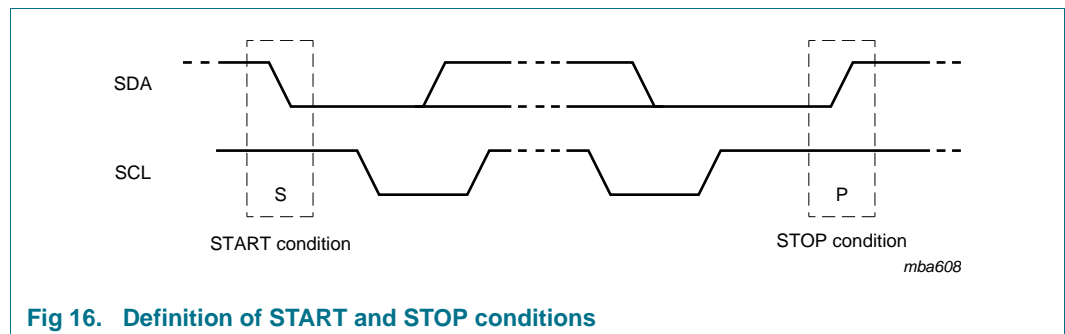 SDA
SCL
S
P
START condition
STOP condition
mba608
Fig 16. Definition of START and STOP conditions